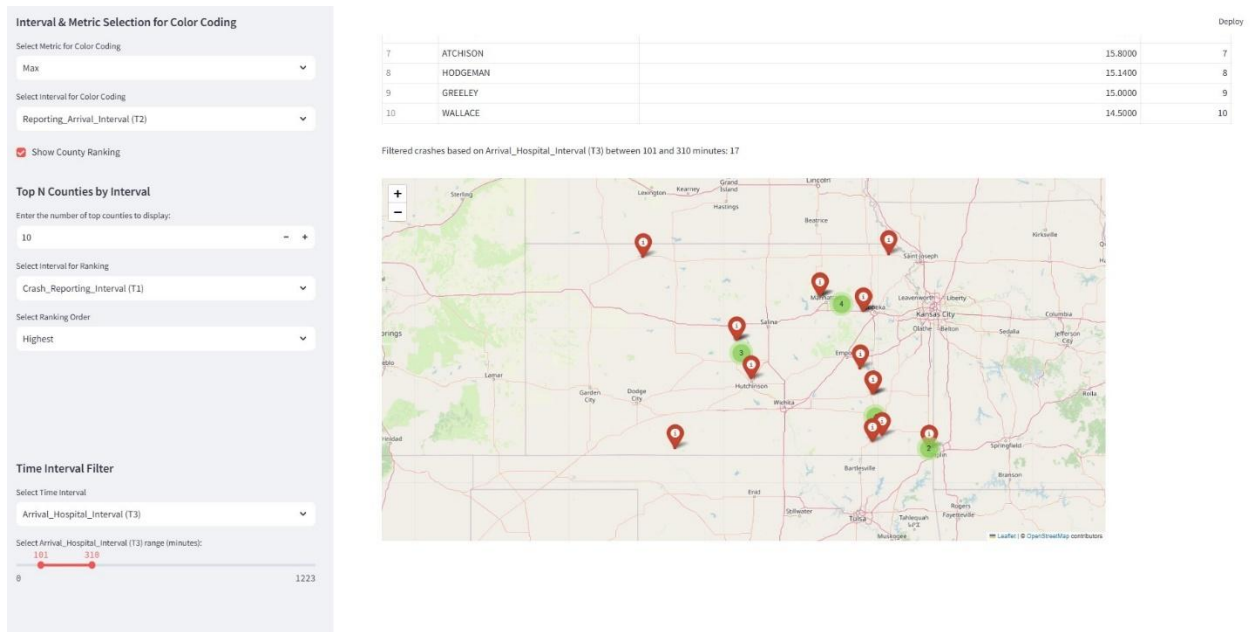 Interval & Metric Selection for Color Coding
Select Metric for Color Coding
Max
Select Interval for Color Coding
Reporting_Arrival_Interval (T2)
Show County Ranking
Top N Counties by Interval
Enter the number of top counties to display:
10 - +
Select Interval for Ranking
Crash_Reporting_Interval (T1)
Select Ranking Order
Highest
Time Interval Filter
Select Time Interval
Arrival_Hospital_Interval (T3)
Select Arrival_Hospital_Interval (T3) range (minutes):
101 310
0 1223
Deploy
7 ATCHISON 15.8000 7
8 HODGEMAN 15.1400 8
9 GREELEY 15.0000 9
10 WALLACE 14.5000 10
Filtered crashes based on Arrival_Hospital_Interval (T3) between 101 and 310 minutes: 17
+
−
Sterling
Lexington
Kearney
Grand
Island
Lincoln
Hastings
Beatrice
Kirksville
Saint Joseph
Leavenworth
Liberty
4
Kansas City
Columbia
Olathe
Belton
Sedalia
Jefferson
City
Salina
3
Hutchinson
Lamar
Garden
City
Dodge
City
Wichita
Rolla
2
Springfield
Bartlesville
Branson
Enid
Rogers
Stillwater
Tulsa
Tahlequah
Fayetteville
Muskogee
Leaflet | © OpenStreetMap contributors